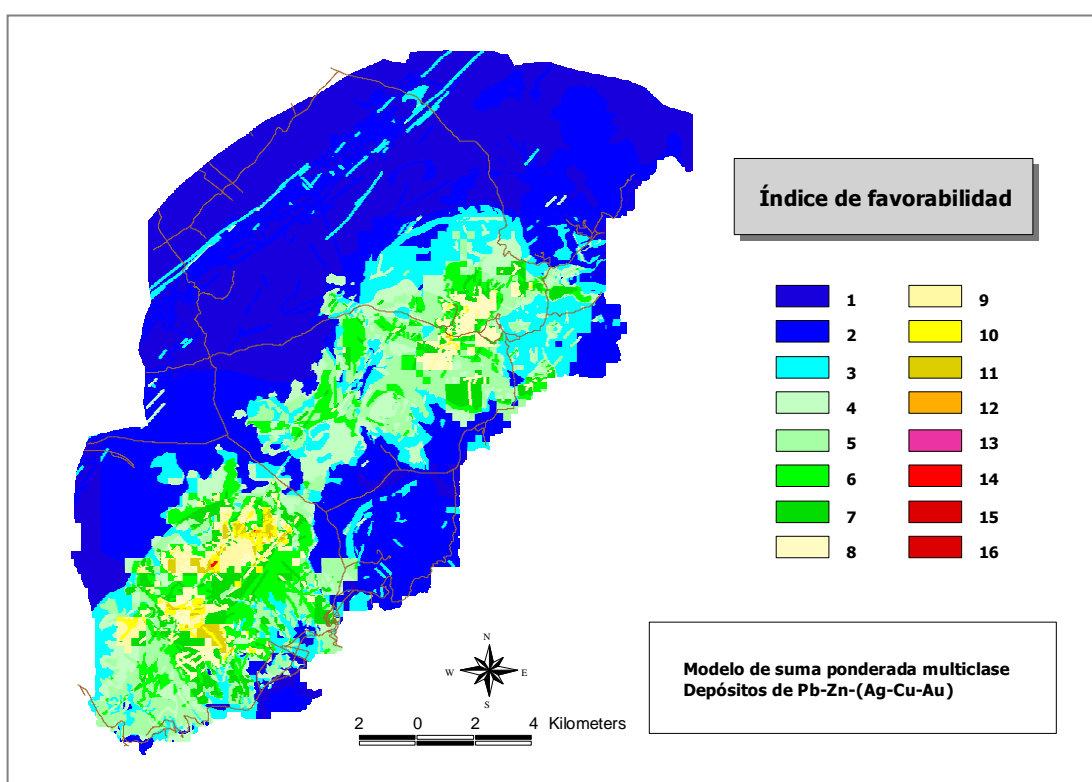 Índice de favorabilidad
1 9
2 10
3 11
4 12
5 13
6 14
7 15
8 16
N
W E
S
2 0 2 4 Kilometers
Modelo de suma ponderada multiclase
Depósitos de Pb-Zn-(Ag-Cu-Au)